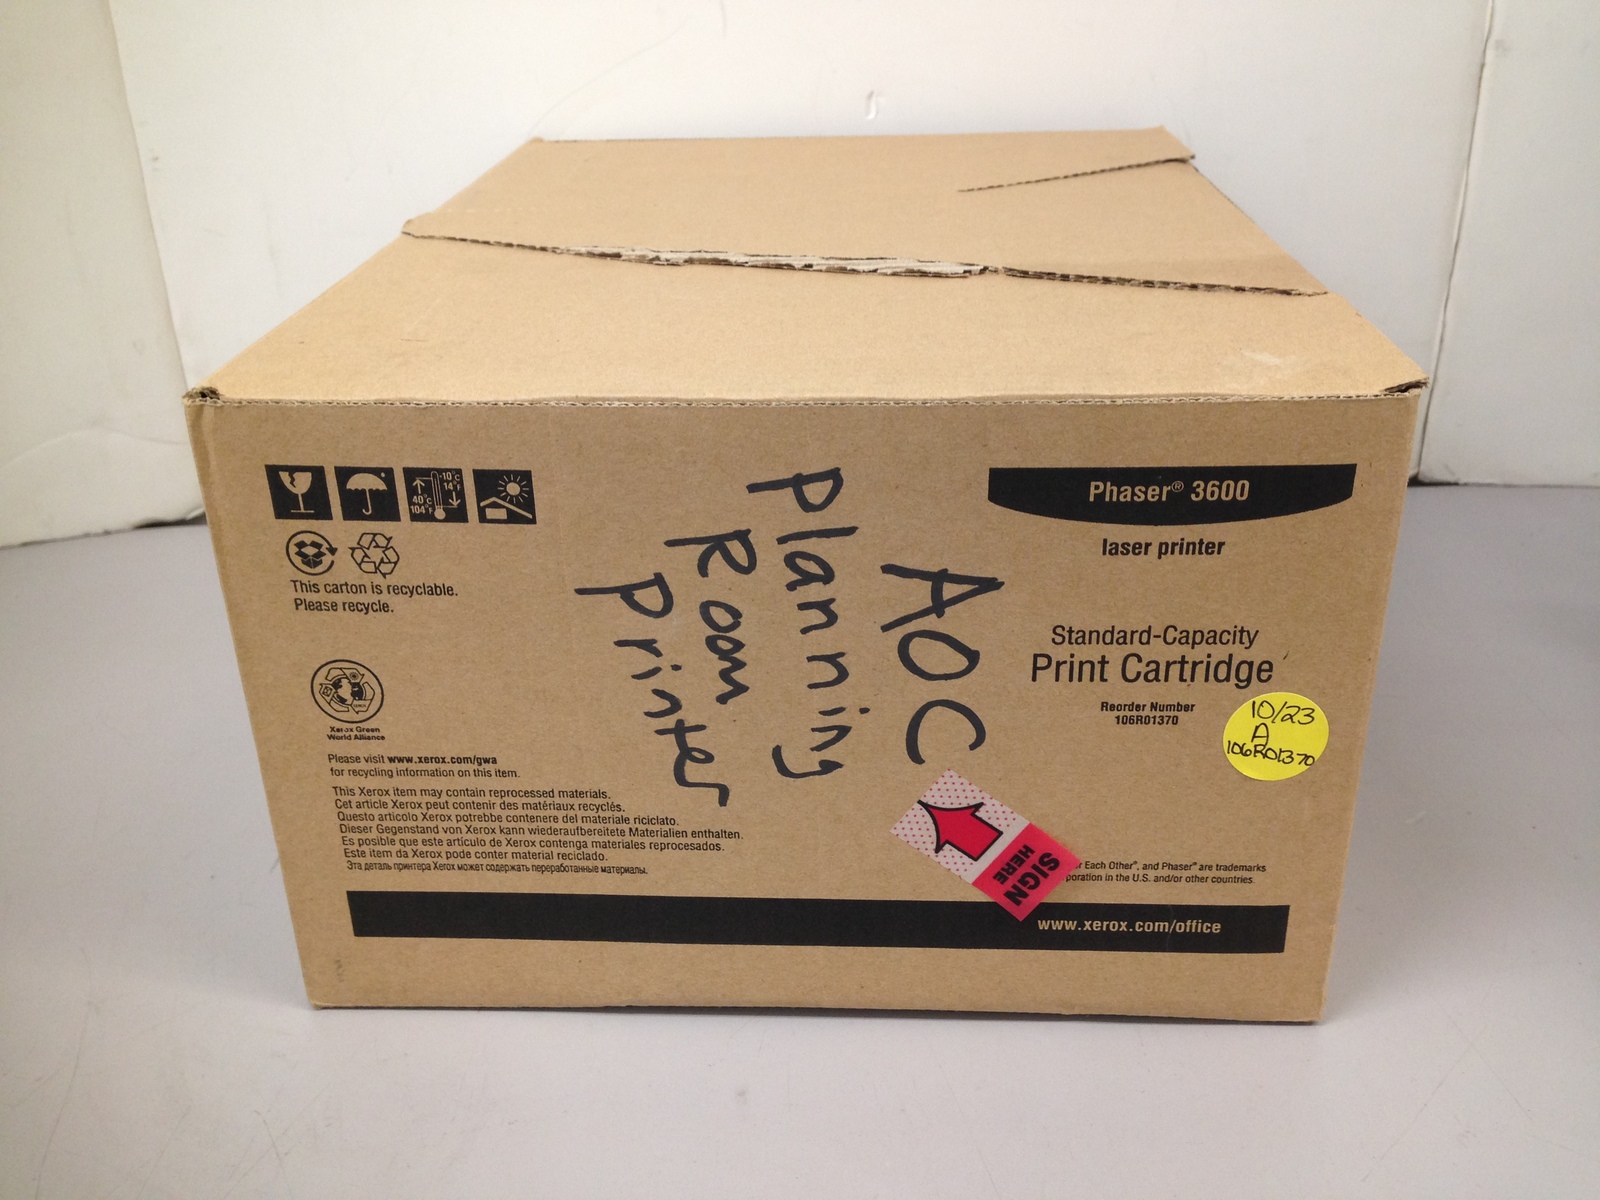 -10°C
14°F
40°C
104°F
This carton is recyclable.
Please recycle.
Xerox Green
World Alliance
Please visit www.xerox.com/gwa
for recycling information on this item.
This Xerox item may contain reprocessed materials.
Cet article Xerox peut contenir des matériaux recyclés.
Questo articolo Xerox potrebbe contenere del materiale riciclato.
Dieser Gegenstand von Xerox kann wiederaufbereitete Materialien enthalten.
Es posible que este artículo de Xerox contenga materiales reprocesados.
Este item da Xerox pode conter material reciclado.
Эта деталь принтера Xerox может содержать переработанные материалы.
AOC
Planning
Room
Printer
Phaser® 3600
laser printer
Standard-Capacity
Print Cartridge
Reorder Number
106R01370
10/23
A
106R01370
SIGN
HERE
r Each Other®, and Phaser® are trademarks
poration in the U.S. and/or other countries.
www.xerox.com/office